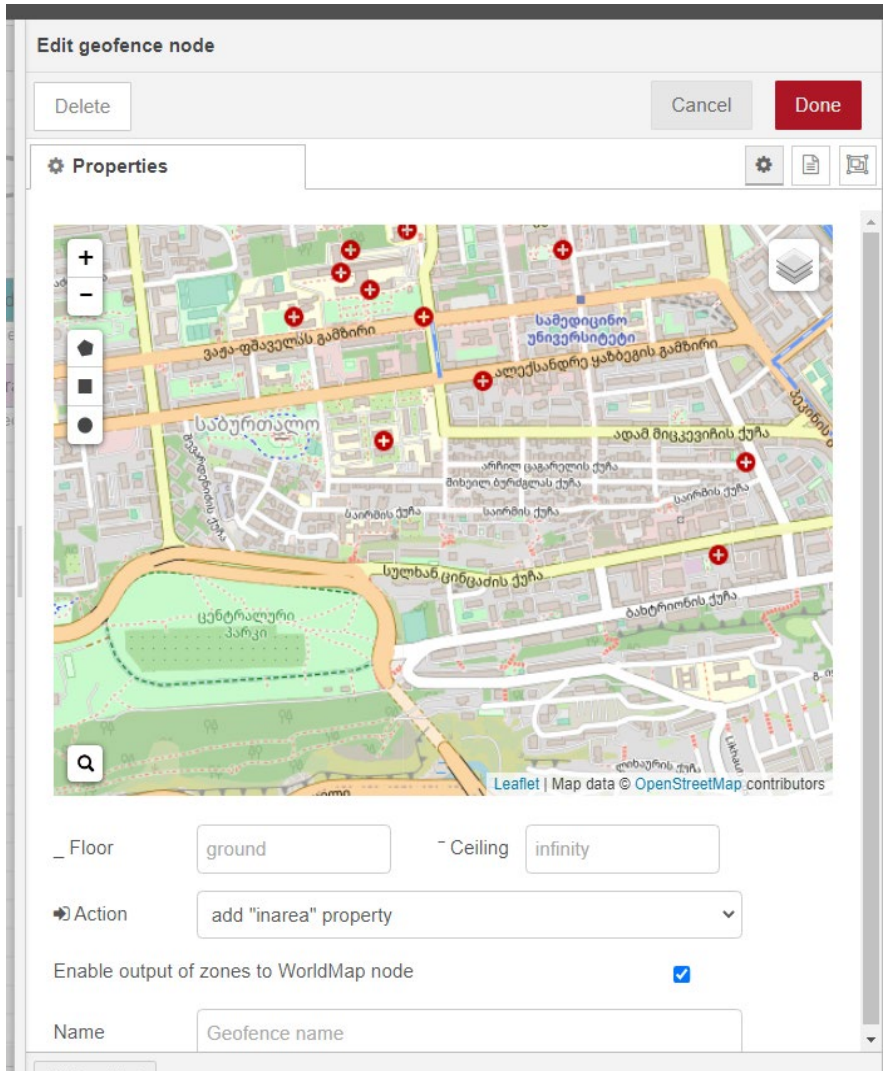 Edit geofence node
Delete
Cancel
Done
Properties
+
−
ვაჟა-ფშაველას გამზირი
სამედიცინო
უნივერსიტეტი
ალექსანდრე ყაზბეგის გამზირი
საბურთალო
ადამ მიცკევიჩის ქუჩა
არჩილ ცაგარელის ქუჩა
მიხეილ ბურძგლას ქუჩა
საირმის ქუჩა
საირმის ქუჩა
საირმის ქუჩა
სულხან ცინცაძის ქუჩა
ცენტრალური
პარკი
ბახტრიონის ქუჩა
Leaflet | Map data © OpenStreetMap contributors
_ Floor
ground
¯ Ceiling
infinity
Action
add "inarea" property
Enable output of zones to WorldMap node
Name
Geofence name